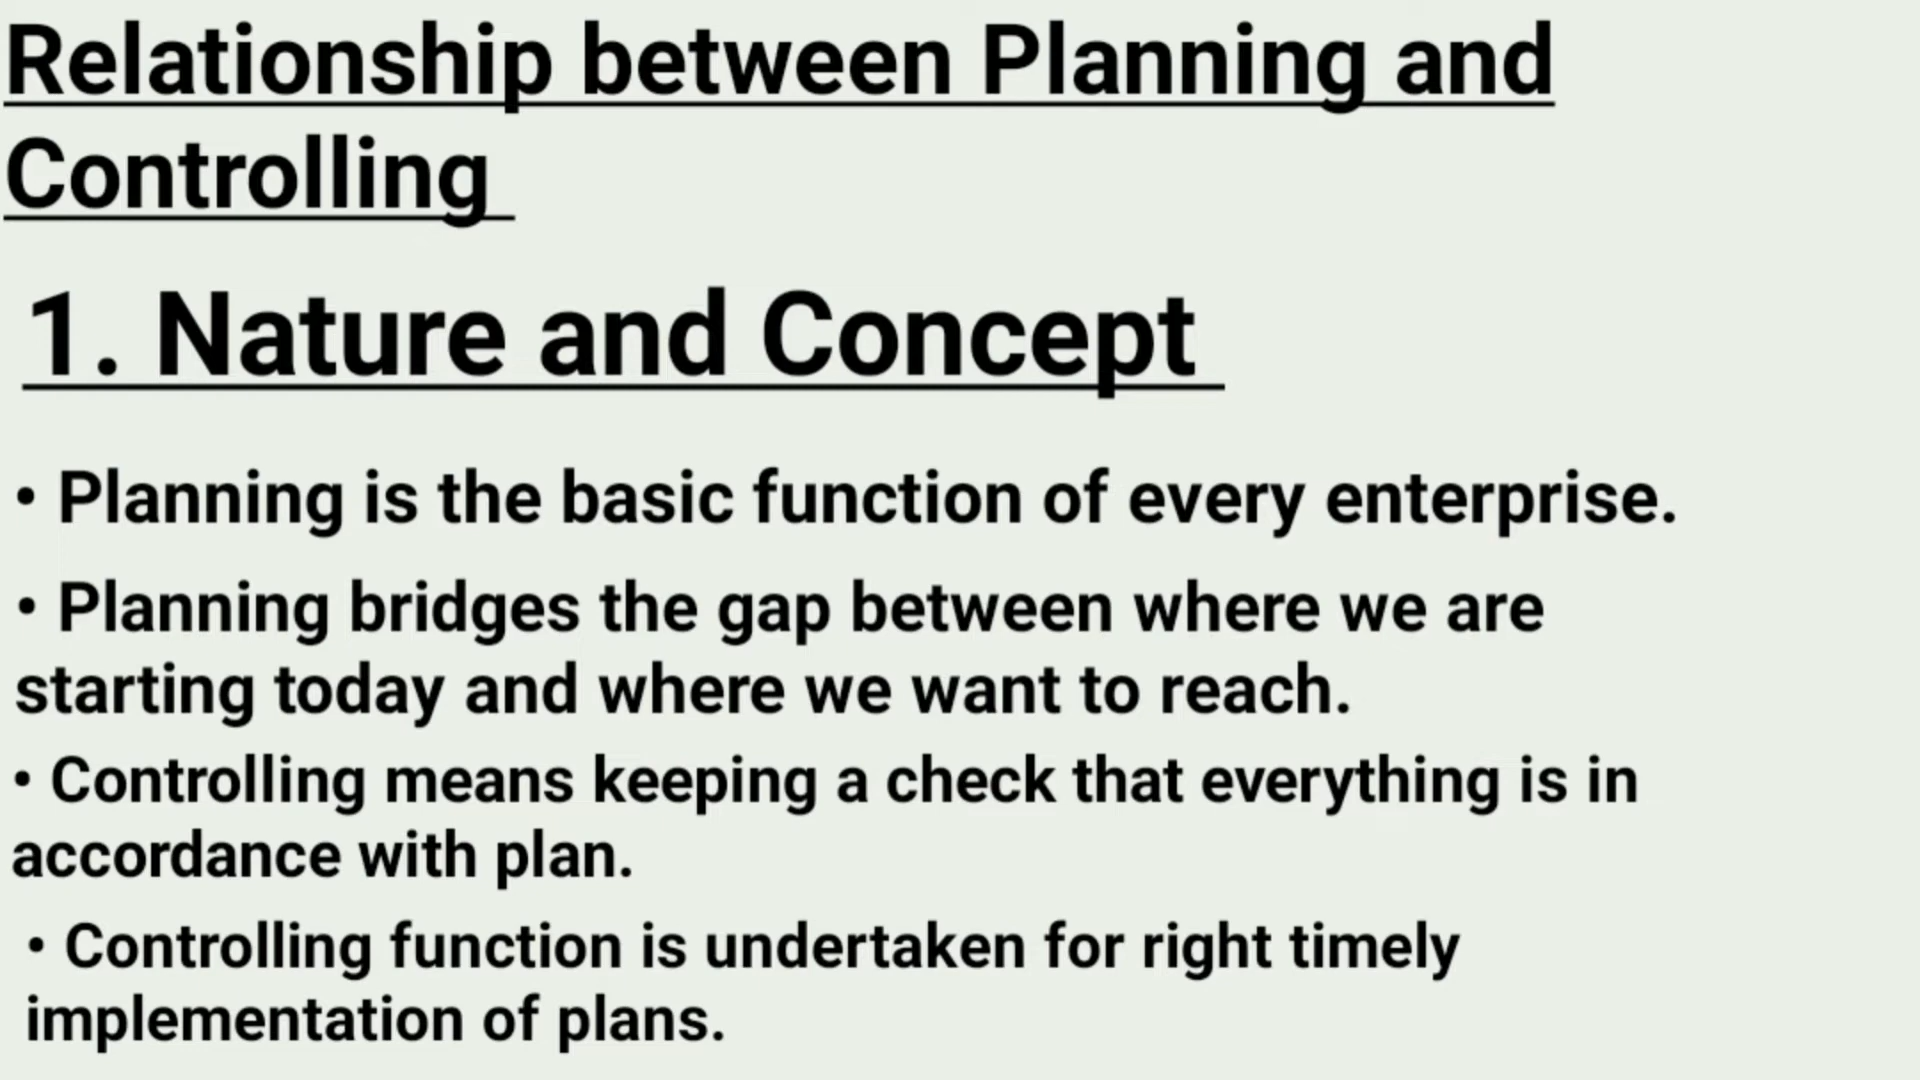 Relationship between Planning and
Controlling
1. Nature and Concept
• Planning is the basic function of every enterprise.
• Planning bridges the gap between where we are
starting today and where we want to reach.
• Controlling means keeping a check that everything is in
accordance with plan.
• Controlling function is undertaken for right timely
implementation of plans.